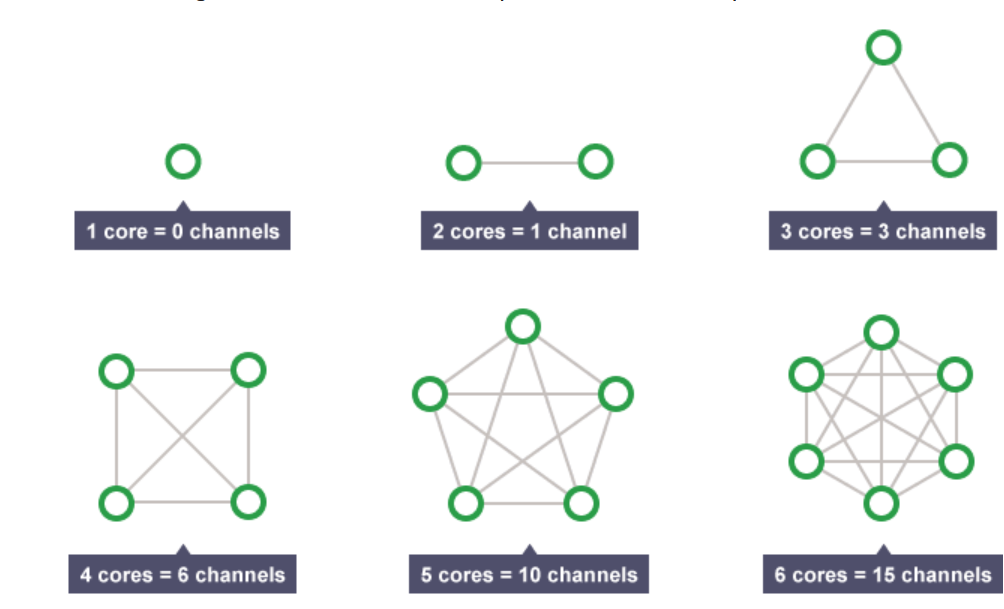 1 core = 0 channels
2 cores = 1 channel
3 cores = 3 channels
4 cores = 6 channels
5 cores = 10 channels
6 cores = 15 channels